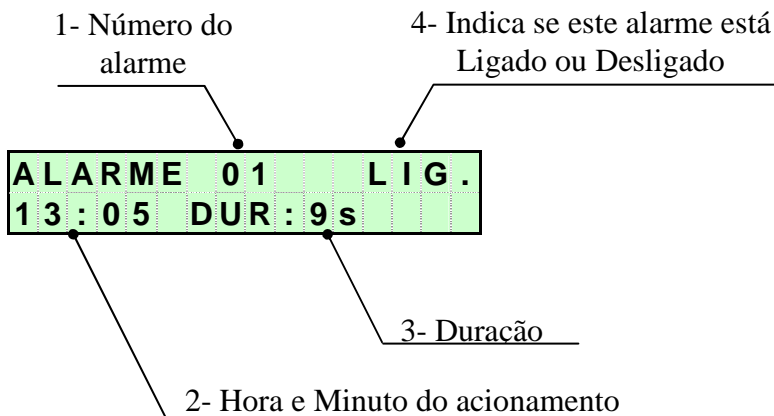 1- Número do
alarme
4- Indica se este alarme está
Ligado ou Desligado
ALARME 01 LIG.
13:05 DUR:9s
3- Duração
2- Hora e Minuto do acionamento